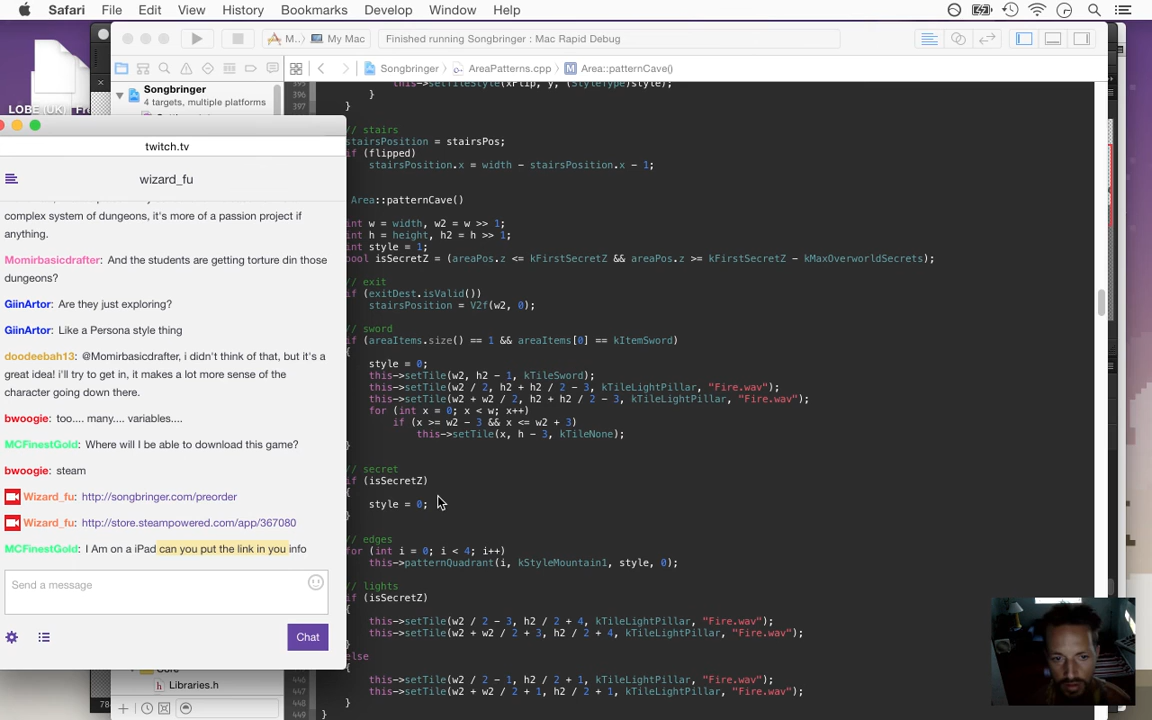 Safari File Edit View History Bookmarks Develop Window Help
M..〉 My Mac
Finished running Songbringer : Mac Rapid Debug
Songbringer 〉 AreaPatterns.cpp 〉 M Area::patternCave()
Songbringer
4 targets, multiple platforms
LOBE (UK)
twitch.tv
wizard_fu
complex system of dungeons, it's more of a passion project if
anything.
Momirbasicdrafter: And the students are getting torture din those
dungeons?
GiinArtor: Are they just exploring?
GiinArtor: Like a Persona style thing
doodeebah13: @Momirbasicdrafter, i didn't think of that, but it's a
great idea! i'll try to get in, it makes a lot more sense of the
character going down there.
bwoogie: too.... many.... variables....
MCFinestGold: Where will I be able to download this game?
bwoogie: steam
Wizard_fu: http://songbringer.com/preorder
Wizard_fu: http://store.steampowered.com/app/367080
MCFinestGold: I Am on a iPad can you put the link in you info
Send a message
Chat
Libraries.h
this->setTileStyle(xFlip, y, (StyleType)style);
396 }
397 }
// stairs
stairsPosition = stairsPos;
if (flipped)
stairsPosition.x = width - stairsPosition.x - 1;
Area::patternCave()
int w = width, w2 = w >> 1;
int h = height, h2 = h >> 1;
int style = 1;
bool isSecretZ = (areaPos.z <= kFirstSecretZ && areaPos.z >= kFirstSecretZ - kMaxOverworldSecrets);
// exit
if (exitDest.isValid())
stairsPosition = V2f(w2, 0);
// sword
if (areaItems.size() == 1 && areaItems[0] == kItemSword)
{
style = 0;
this->setTile(w2, h2 - 1, kTileSword);
this->setTile(w2 / 2, h2 + h2 / 2 - 3, kTileLightPillar, "Fire.wav");
this->setTile(w2 + w2 / 2, h2 + h2 / 2 - 3, kTileLightPillar, "Fire.wav");
for (int x = 0; x < w; x++)
if (x >= w2 - 3 && x <= w2 + 3)
this->setTile(x, h - 3, kTileNone);
}
// secret
if (isSecretZ)
{
style = 0;
}
// edges
for (int i = 0; i < 4; i++)
this->patternQuadrant(i, kStyleMountain1, style, 0);
// lights
if (isSecretZ)
{
this->setTile(w2 / 2 - 3, h2 / 2 + 4, kTileLightPillar, "Fire.wav");
this->setTile(w2 + w2 / 2 + 3, h2 / 2 + 4, kTileLightPillar, "Fire.wav");
}
else
446 this->setTile(w2 / 2 - 1, h2 / 2 + 1, kTileLightPillar, "Fire.wav");
447 this->setTile(w2 + w2 / 2 + 1, h2 / 2 + 1, kTileLightPillar, "Fire.wav");
448 }
449 }